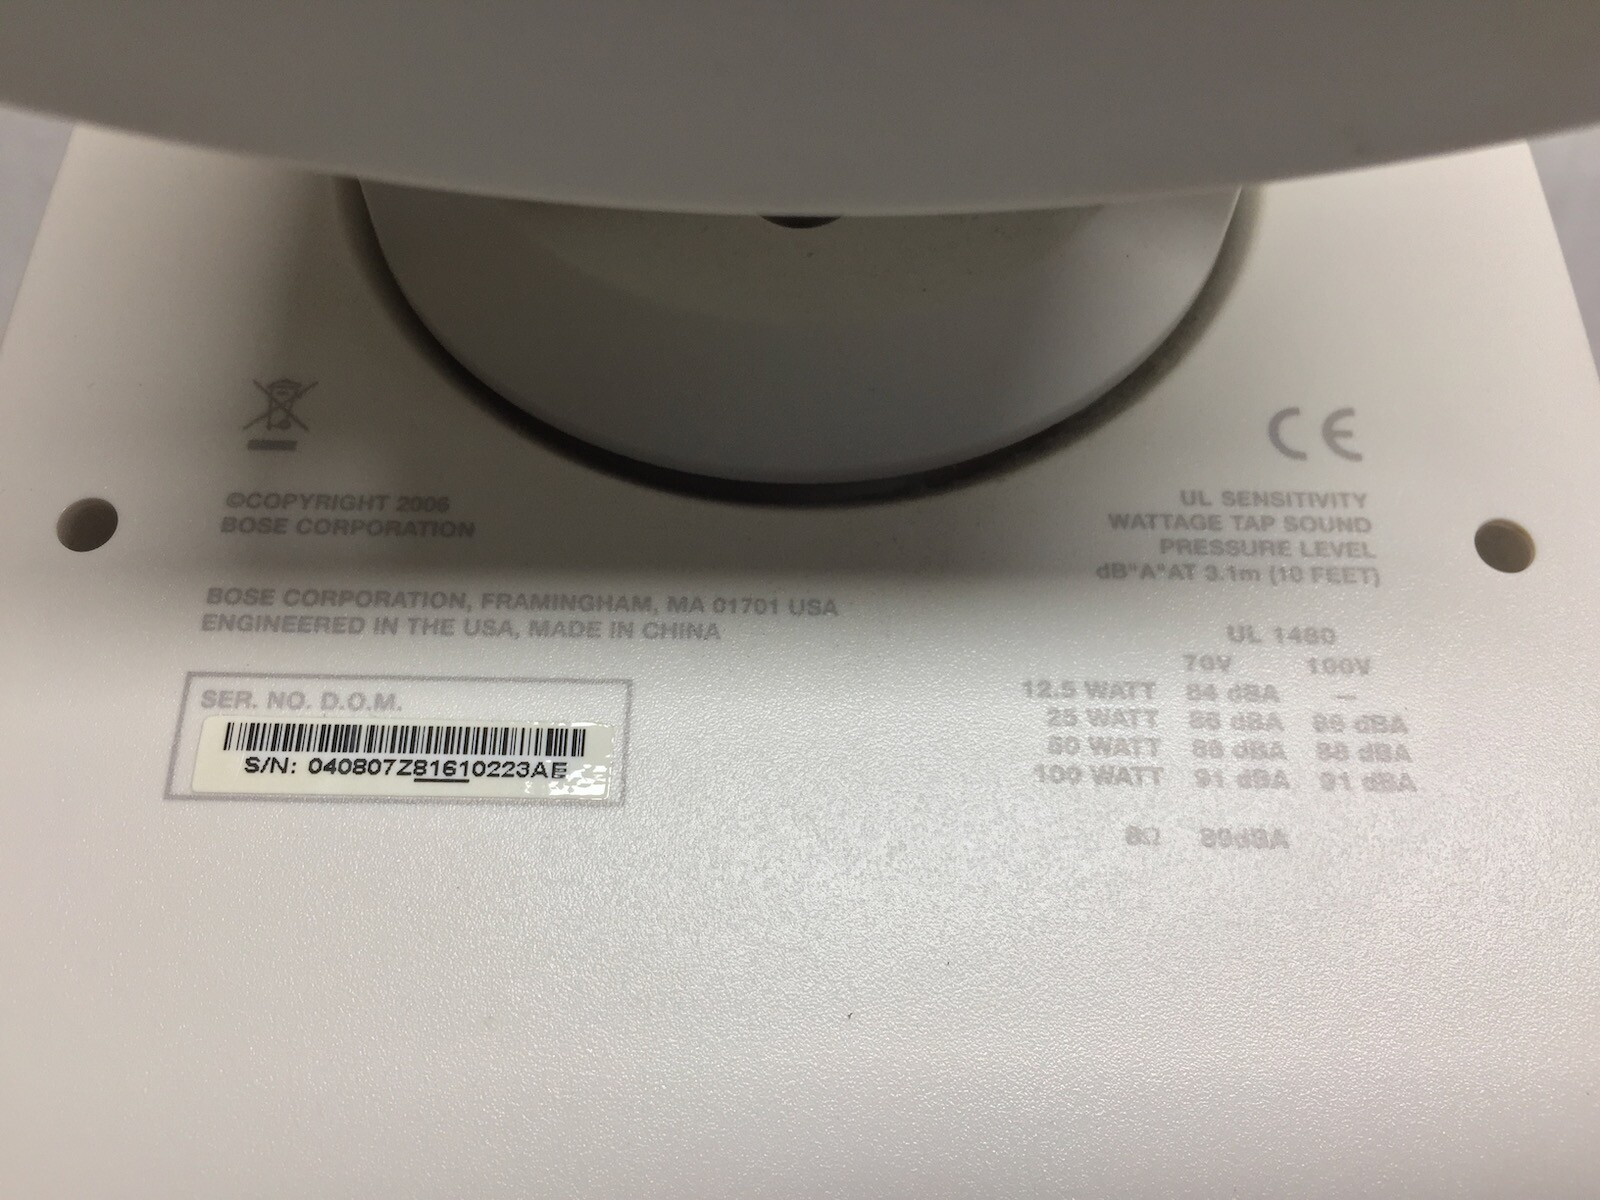 ©COPYRIGHT 2006
BOSE CORPORATION
BOSE CORPORATION, FRAMINGHAM, MA 01701 USA
ENGINEERED IN THE USA, MADE IN CHINA
SER. NO. D.O.M.
S/N: 040807Z81610223AE
CE
UL SENSITIVITY
WATTAGE TAP SOUND
PRESSURE LEVEL
dB"A"AT 3.1m (10 FEET)
UL 1480
70V 100V
12.5 WATT 84 dBA —
25 WATT 86 dBA 86 dBA
50 WATT 88 dBA 88 dBA
100 WATT 91 dBA 91 dBA
8Ω 89dBA